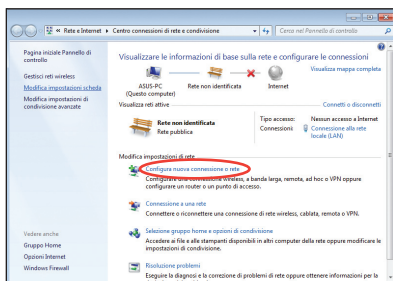 « Rete e Internet ▸ Centro connessioni di rete e condivisione
Cerca nel Pannello di controllo
Pagina iniziale Pannello di
controllo
Gestisci reti wireless
Modifica impostazioni scheda
Modifica impostazioni di
condivisione avanzate
Vedere anche
Gruppo Home
Opzioni Internet
Windows Firewall
Visualizzare le informazioni di base sulla rete e configurare le connessioni
Visualizza mappa completa
ASUS-PC
(Questo computer)
Rete non identificata
Internet
Visualizza reti attive
Connetti o disconnetti
Rete non identificata
Rete pubblica
Tipo accesso: Nessun accesso a Internet
Connessioni: Connessione alla rete
locale (LAN)
Modifica impostazioni di rete
Configura nuova connessione o rete
Configurare una connessione wireless, a banda larga, remota, ad hoc o VPN oppure
configurare un router o un punto di accesso.
Connessione a una rete
Connettere o riconnettere una connessione di rete wireless, cablata, remota o VPN.
Selezione gruppo home e opzioni di condivisione
Accedere ai file e alle stampanti disponibili in altri computer della rete oppure modificare le
impostazioni di condivisione.
Risoluzione problemi
Eseguire la diagnosi e la correzione di problemi di rete oppure ottenere informazioni per la